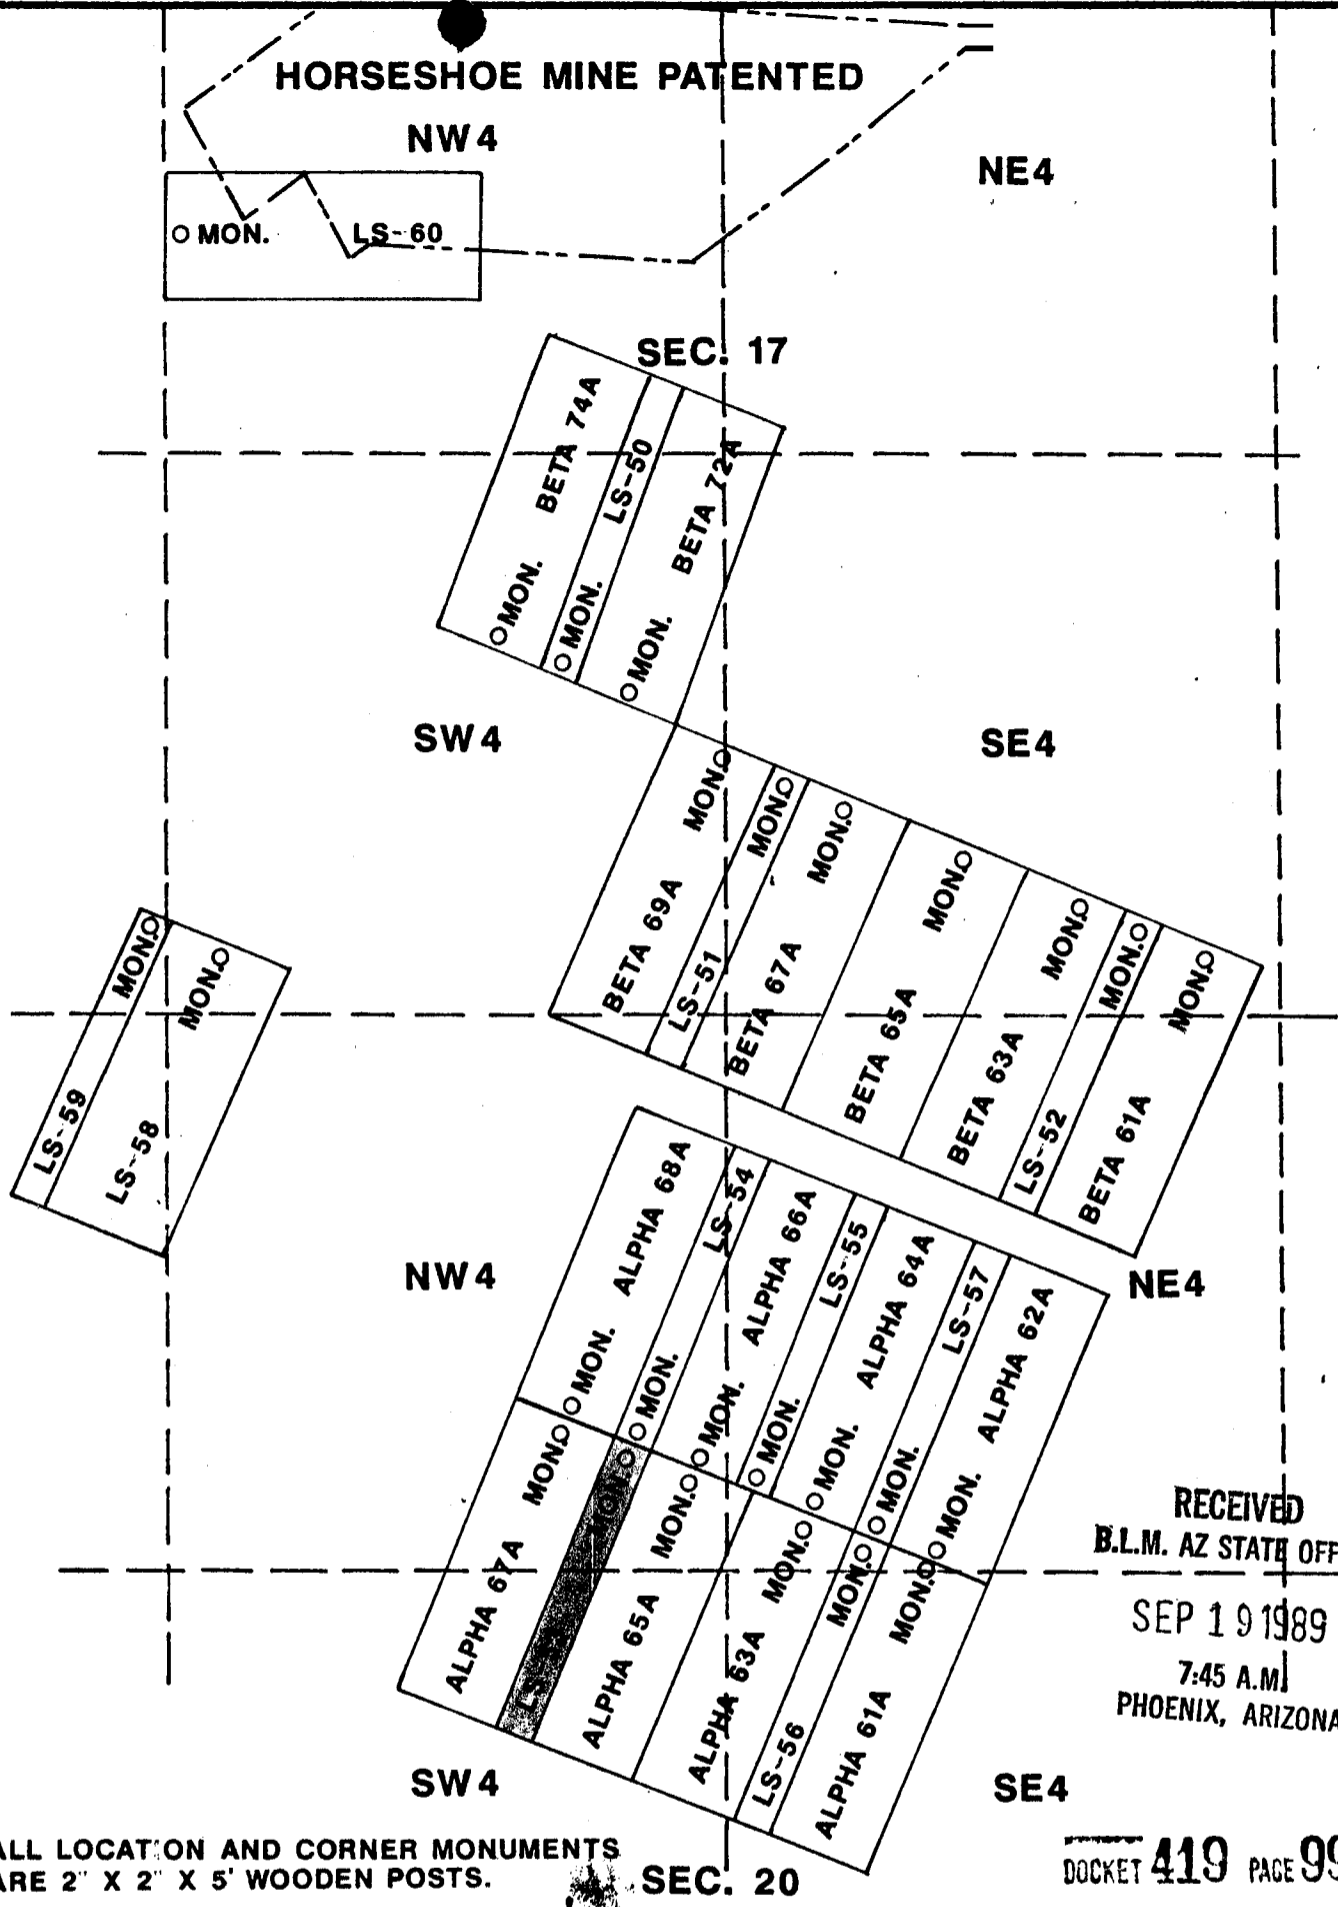 HORSESHOE MINE PATENTED
NW4
NE4
MON.
LS-60
SEC. 17
BETA 74A
MON.
LS-50
MON.
BETA 72A
MON.
SW4
SE4
MON.
BETA 69A
MON.
LS-51
MON.
BETA 67A
MON.
BETA 65A
MON.
BETA 63A
MON.
LS-52
MON.
BETA 61A
MON.
LS-59
MON.
LS-58
NW4
NE4
ALPHA 68A
MON.
LS-54
MON.
ALPHA 66A
MON.
LS-55
MON.
ALPHA 64A
MON.
LS-57
MON.
ALPHA 62A
MON.
MON.
ALPHA 67A
MON.
MON.
ALPHA 65A
MON.
ALPHA 63A
MON.
LS-56
MON.
ALPHA 61A
RECEIVED
B.L.M. AZ STATE OFF
SEP 19 1989
7:45 A.M.
PHOENIX, ARIZONA
SW4
SE4
ALL LOCATION AND CORNER MONUMENTS
ARE 2" X 2" X 5' WOODEN POSTS.
SEC. 20
DOCKET 419 PAGE 99